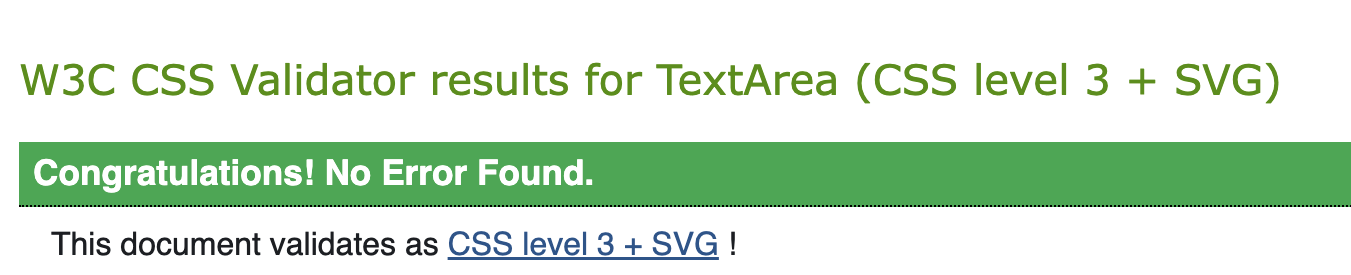 W3C CSS Validator results for TextArea (CSS level 3 + SVG)
Congratulations! No Error Found.
This document validates as CSS level 3 + SVG !